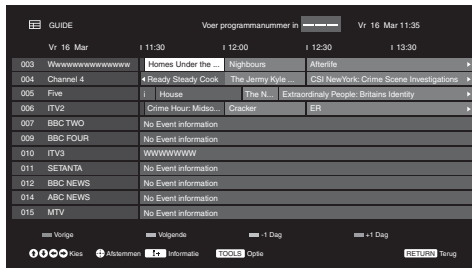 GUIDE Voer programmanummer in Vr 16 Mar 11:35
Vr 16 Mar 11:30 12:00 12:30 13:30
003 Wwwwwwwwwwwwwww Homes Under the ... Nighbours Afterlife
004 Channel 4 Ready Steady Cook The Jermy Kyle ... CSI NewYork: Crime Scene Investigations
005 Five i House The N... Extraordinaly People: Britains Identity
006 ITV2 Crime Hour: Midso... Cracker ER
007 BBC TWO No Event information
009 BBC FOUR No Event information
010 ITV3 WWWWWWW
011 SETANTA No Event information
012 BBC NEWS No Event information
014 ABC NEWS No Event information
015 MTV No Event information
Vorige Volgende -1 Dag +1 Dag
Kies Afstemmen Informatie TOOLS Optie RETURN Terug